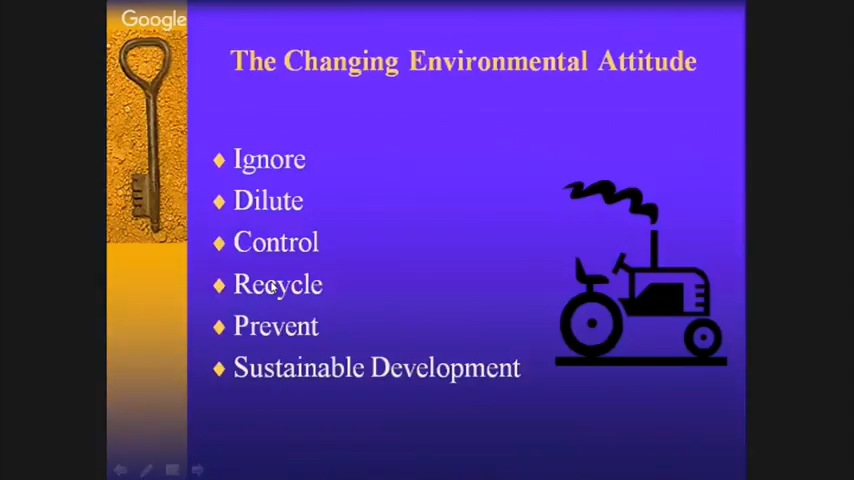 Google
The Changing Environmental Attitude
Ignore
Dilute
Control
Recycle
Prevent
Sustainable Development